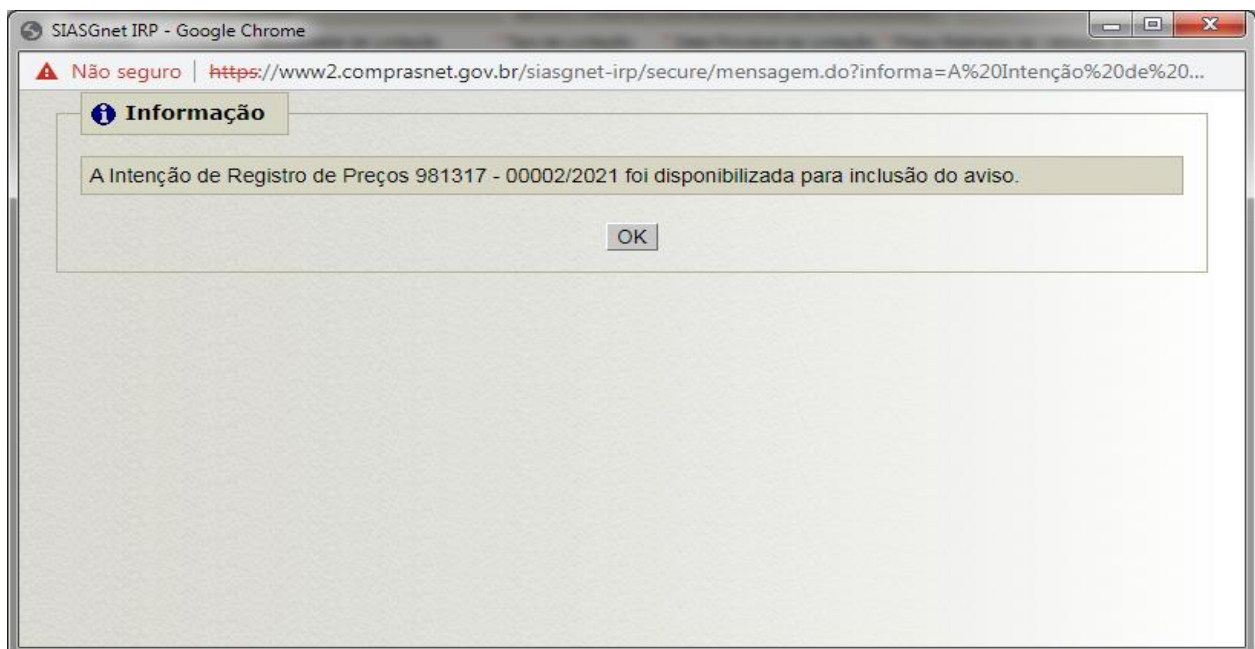 SIASGnet IRP - Google Chrome
Não seguro | https://www2.comprasnet.gov.br/siasgnet-irp/secure/mensagem.do?informa=A%20Intenção%20de%20...
Informação
A Intenção de Registro de Preços 981317 - 00002/2021 foi disponibilizada para inclusão do aviso.
OK